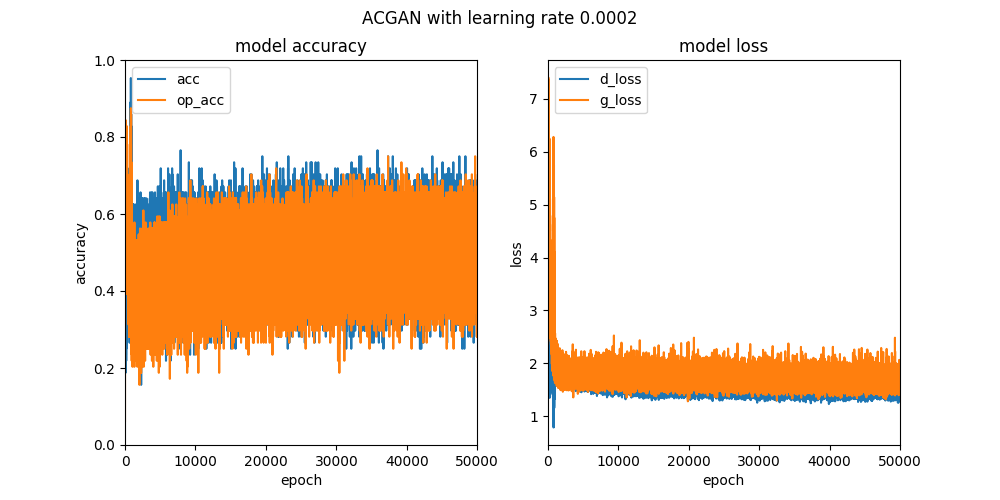 ACGAN with learning rate 0.0002
model accuracy
acc
op_acc
1.0
0.8
0.6
0.4
0.2
0.0
accuracy
0 10000 20000 30000 40000 50000
epoch
model loss
d_loss
g_loss
7
6
5
4
3
2
1
loss
0 10000 20000 30000 40000 50000
epoch